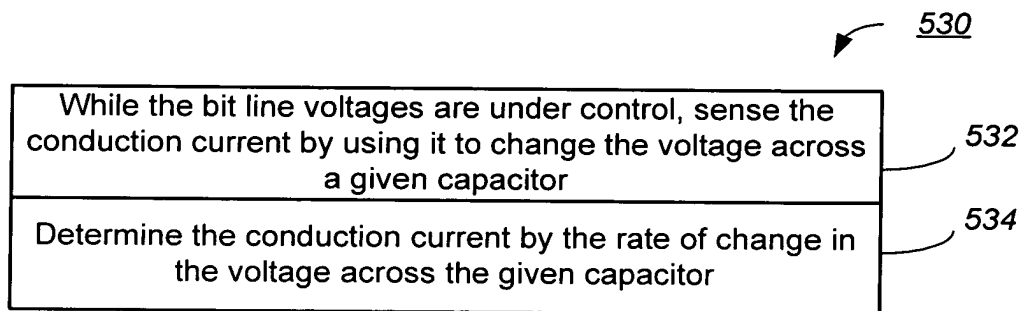 530
While the bit line voltages are under control, sense the
conduction current by using it to change the voltage across
a given capacitor
532
Determine the conduction current by the rate of change in
the voltage across the given capacitor
534